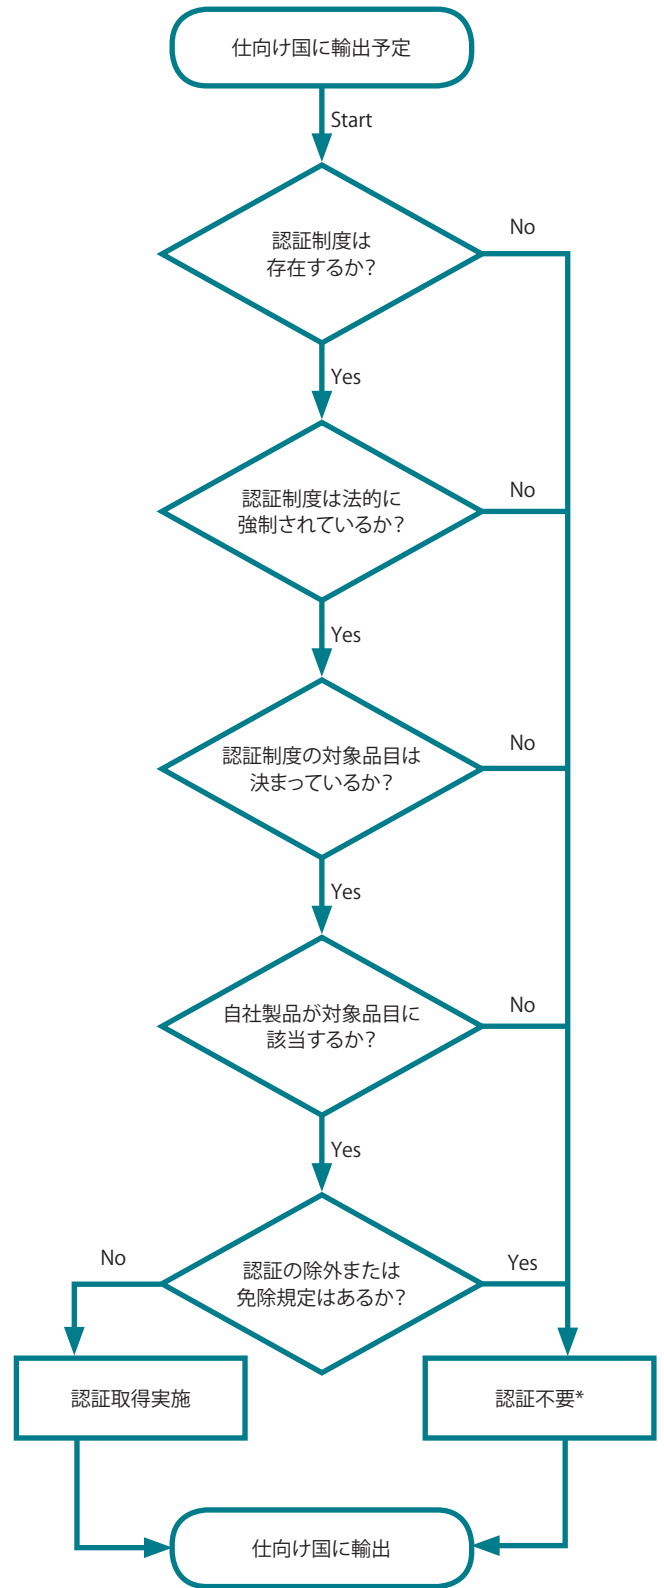 仕向け国に輸出予定
Start
認証制度は
存在するか?
No
Yes
認証制度は法的に
強制されているか?
No
Yes
認証制度の対象品目は
決まっているか?
No
Yes
自社製品が対象品目に
該当するか?
No
Yes
認証の除外または
免除規定はあるか?
No
Yes
認証取得実施
認証不要*
仕向け国に輸出